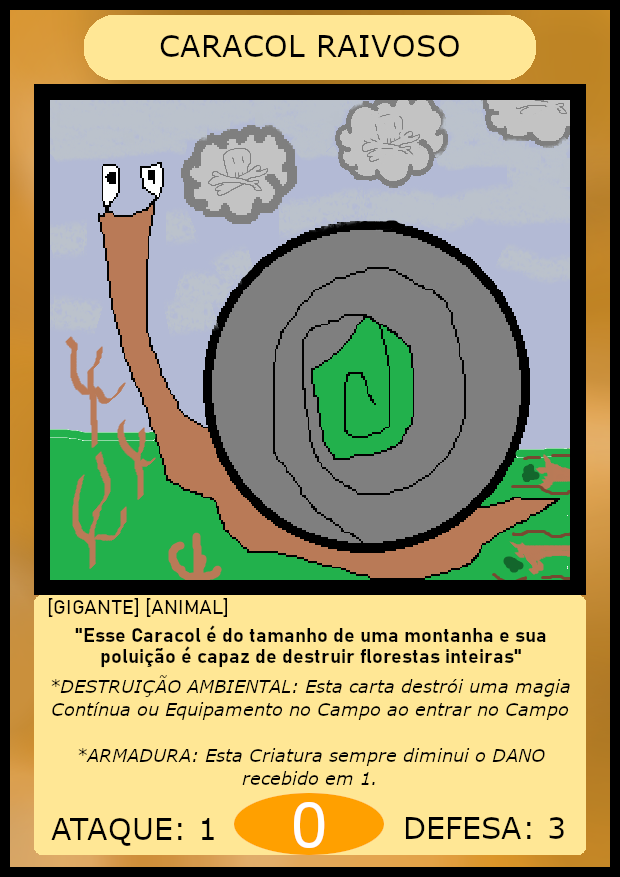 CARACOL RAIVOSO
[GIGANTE] [ANIMAL]
"Esse Caracol é do tamanho de uma montanha e sua
poluição é capaz de destruir florestas inteiras"
*DESTRUIÇÃO AMBIENTAL: Esta carta destrói uma magia
Contínua ou Equipamento no Campo ao entrar no Campo
*ARMADURA: Esta Criatura sempre diminui o DANO
recebido em 1.
ATAQUE: 1 0 DEFESA: 3